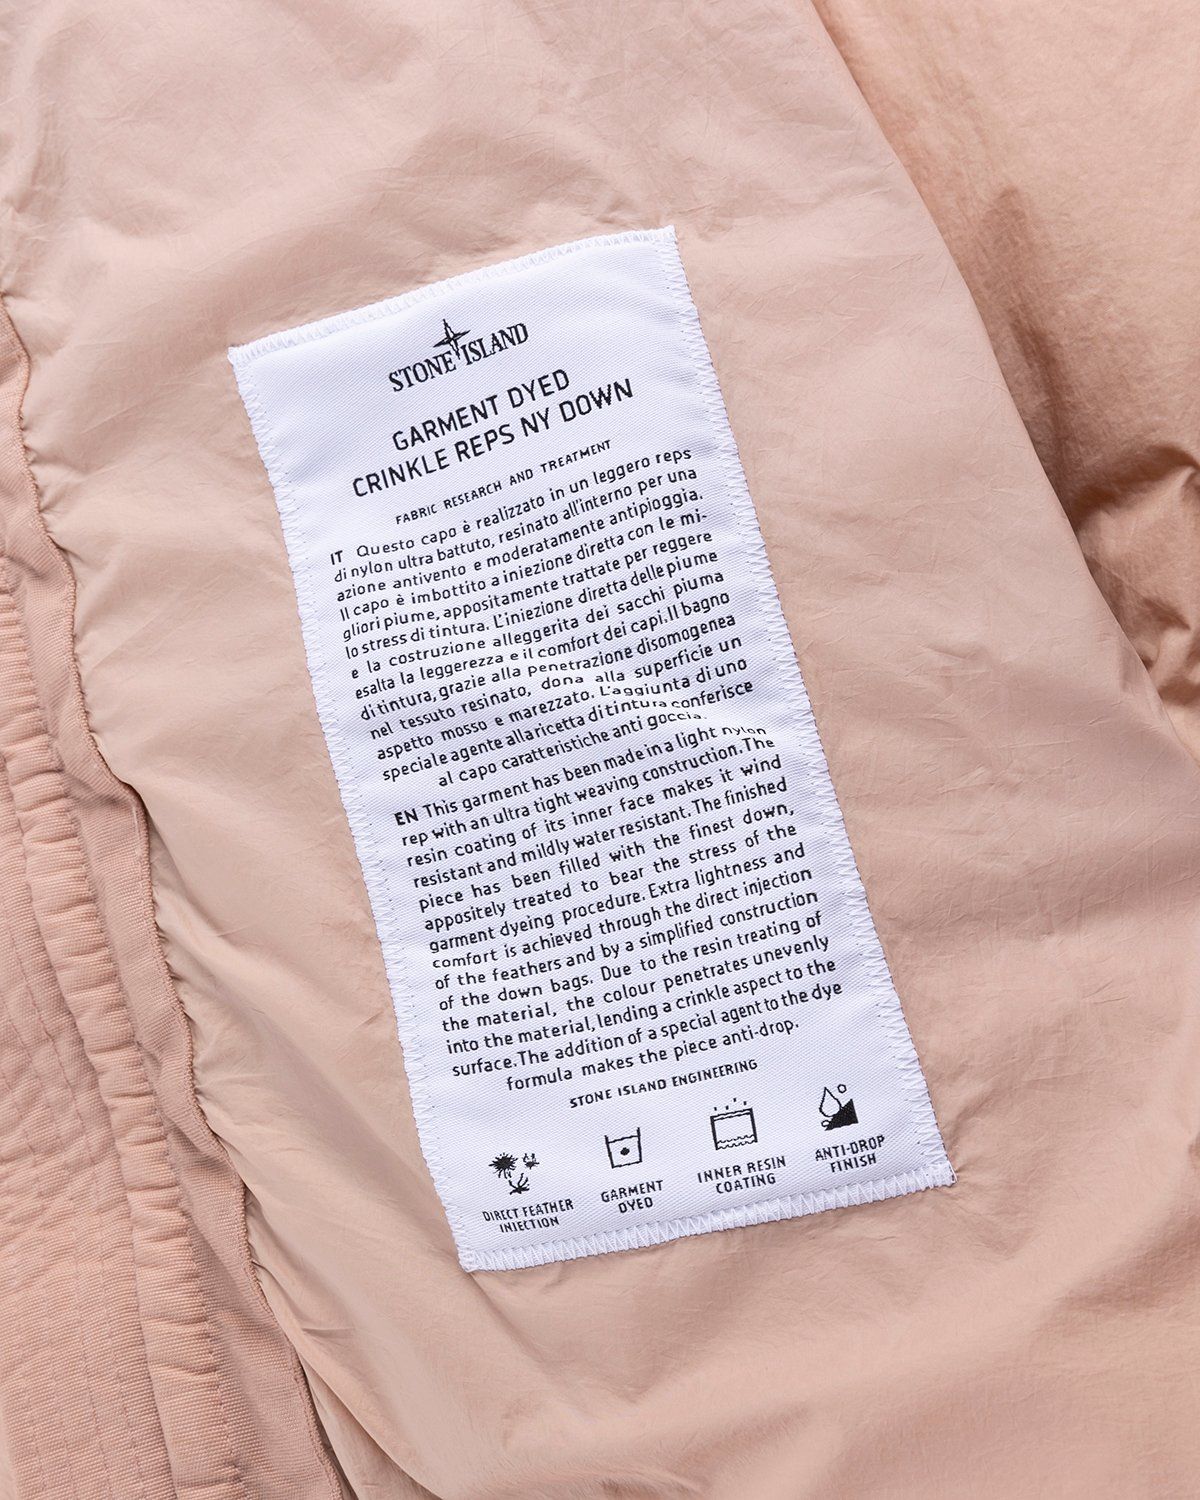 STONE ISLAND
GARMENT DYED
CRINKLE REPS NY DOWN
FABRIC RESEARCH AND TREATMENT
IT Questo capo è realizzato in un leggero reps
di nylon ultra battuto, resinato all'interno per una
azione antivento e moderatamente antipioggia.
Il capo è imbottito a iniezione diretta con le mi-
gliori piume, appositamente trattate per reggere
lo stress di tintura. L'iniezione diretta delle piume
e la costruzione alleggerita dei sacchi piuma
esalta la leggerezza e il comfort dei capi. Il bagno
di tintura, grazie alla penetrazione disomogenea
nel tessuto resinato, dona alla superficie un
aspetto mosso e marezzato. L'aggiunta di uno
speciale agente alla ricetta di tintura conferisce
al capo caratteristiche anti goccia.
EN This garment has been made in a light nylon
rep with an ultra tight weaving construction. The
resin coating of its inner face makes it wind
resistant and mildly water resistant. The finished
piece has been filled with the finest down,
appositely treated to bear the stress of the
garment dyeing procedure. Extra lightness and
comfort is achieved through the direct injection
of the feathers and by a simplified construction
of the down bags. Due to the resin treating of
the material, the colour penetrates unevenly
into the material, lending a crinkle aspect to the
surface. The addition of a special agent to the dye
formula makes the piece anti-drop.
STONE ISLAND ENGINEERING
DIRECT FEATHER
INJECTION
GARMENT
DYED
INNER RESIN
COATING
ANTI-DROP
FINISH